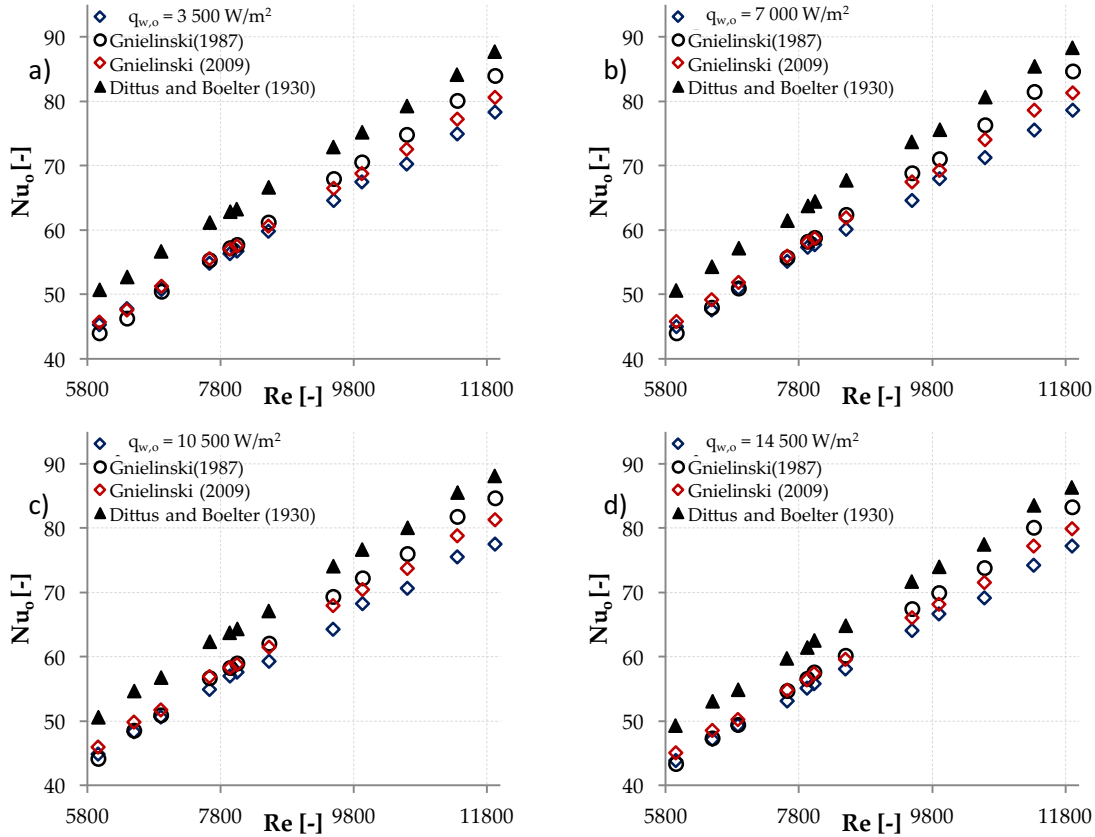 q_w,o = 3 500 W/m²
Gnielinski(1987)
Gnielinski (2009)
Dittus and Boelter (1930)
a)
90
80
70
60
50
40
Nu_o [-]
5800 7800 9800 11800
Re [-]
q_w,o = 7 000 W/m²
Gnielinski(1987)
Gnielinski (2009)
Dittus and Boelter (1930)
b)
90
80
70
60
50
40
Nu_o [-]
5800 7800 9800 11800
Re [-]
q_w,o = 10 500 W/m²
Gnielinski(1987)
Gnielinski (2009)
Dittus and Boelter (1930)
c)
90
80
70
60
50
40
Nu_o [-]
5800 7800 9800 11800
Re [-]
q_w,o = 14 500 W/m²
Gnielinski(1987)
Gnielinski (2009)
Dittus and Boelter (1930)
d)
90
80
70
60
50
40
Nu_o [-]
5800 7800 9800 11800
Re [-]